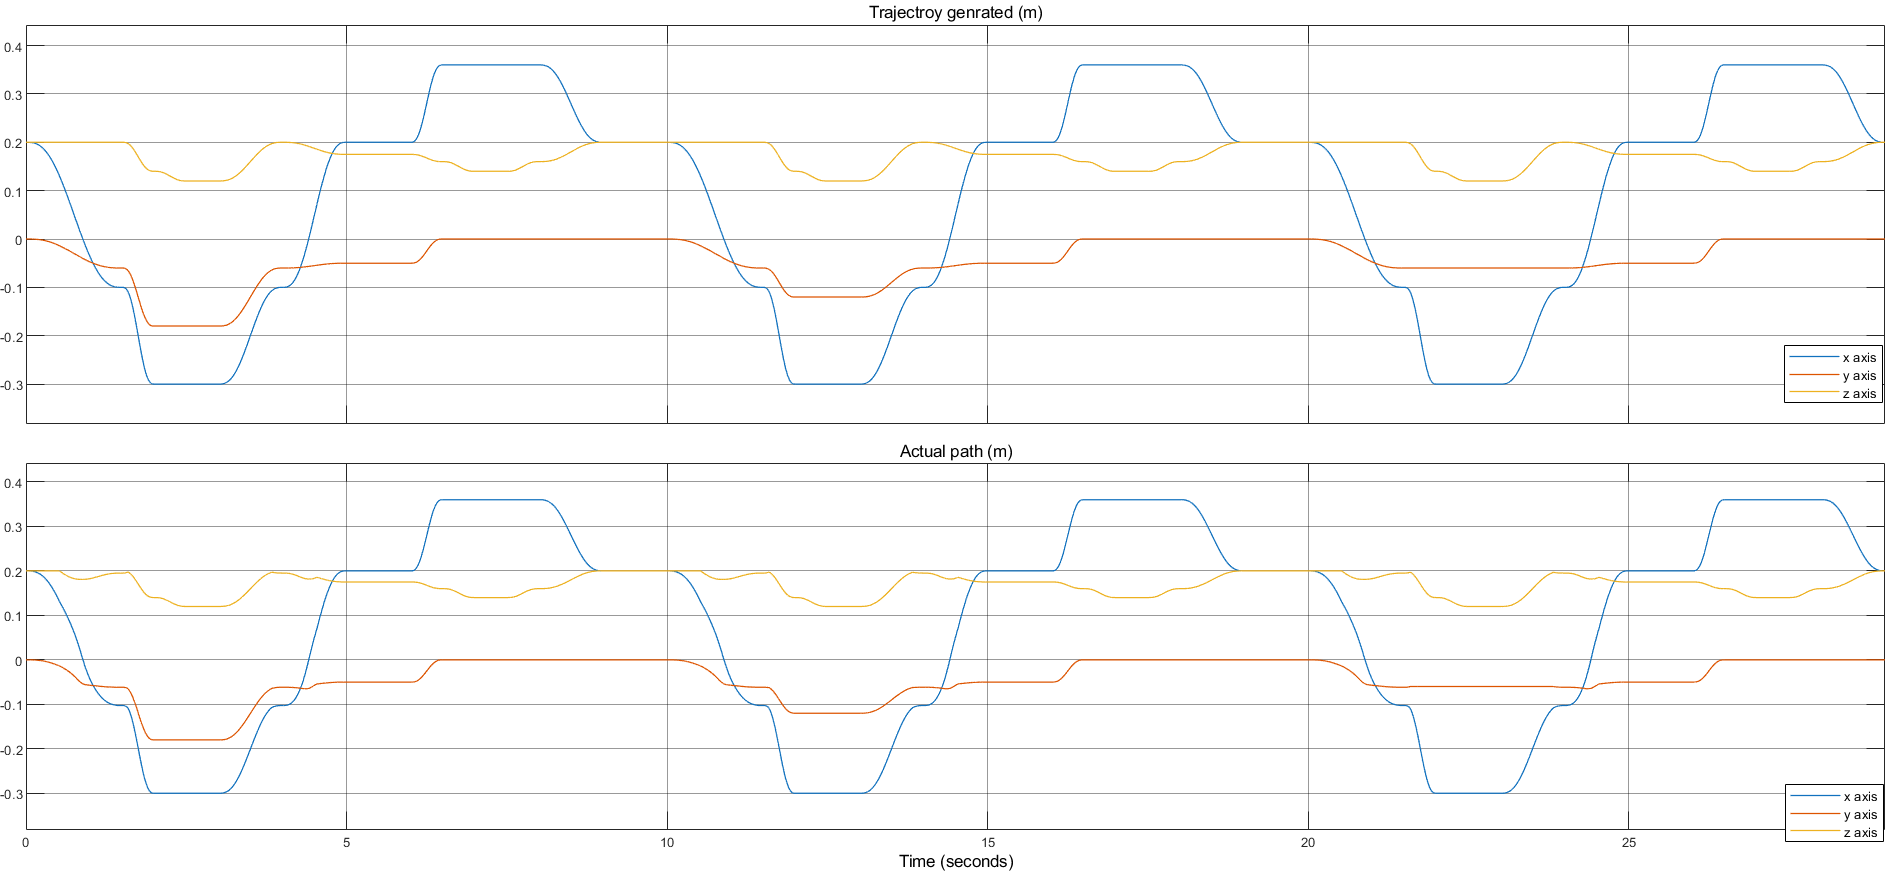 Trajectroy genrated (m)
0.4
0.3
0.2
0.1
0
-0.1
-0.2
-0.3
x axis
y axis
z axis
Actual path (m)
0.4
0.3
0.2
0.1
0
-0.1
-0.2
-0.3
x axis
y axis
z axis
0 5 10 15 20 25
Time (seconds)